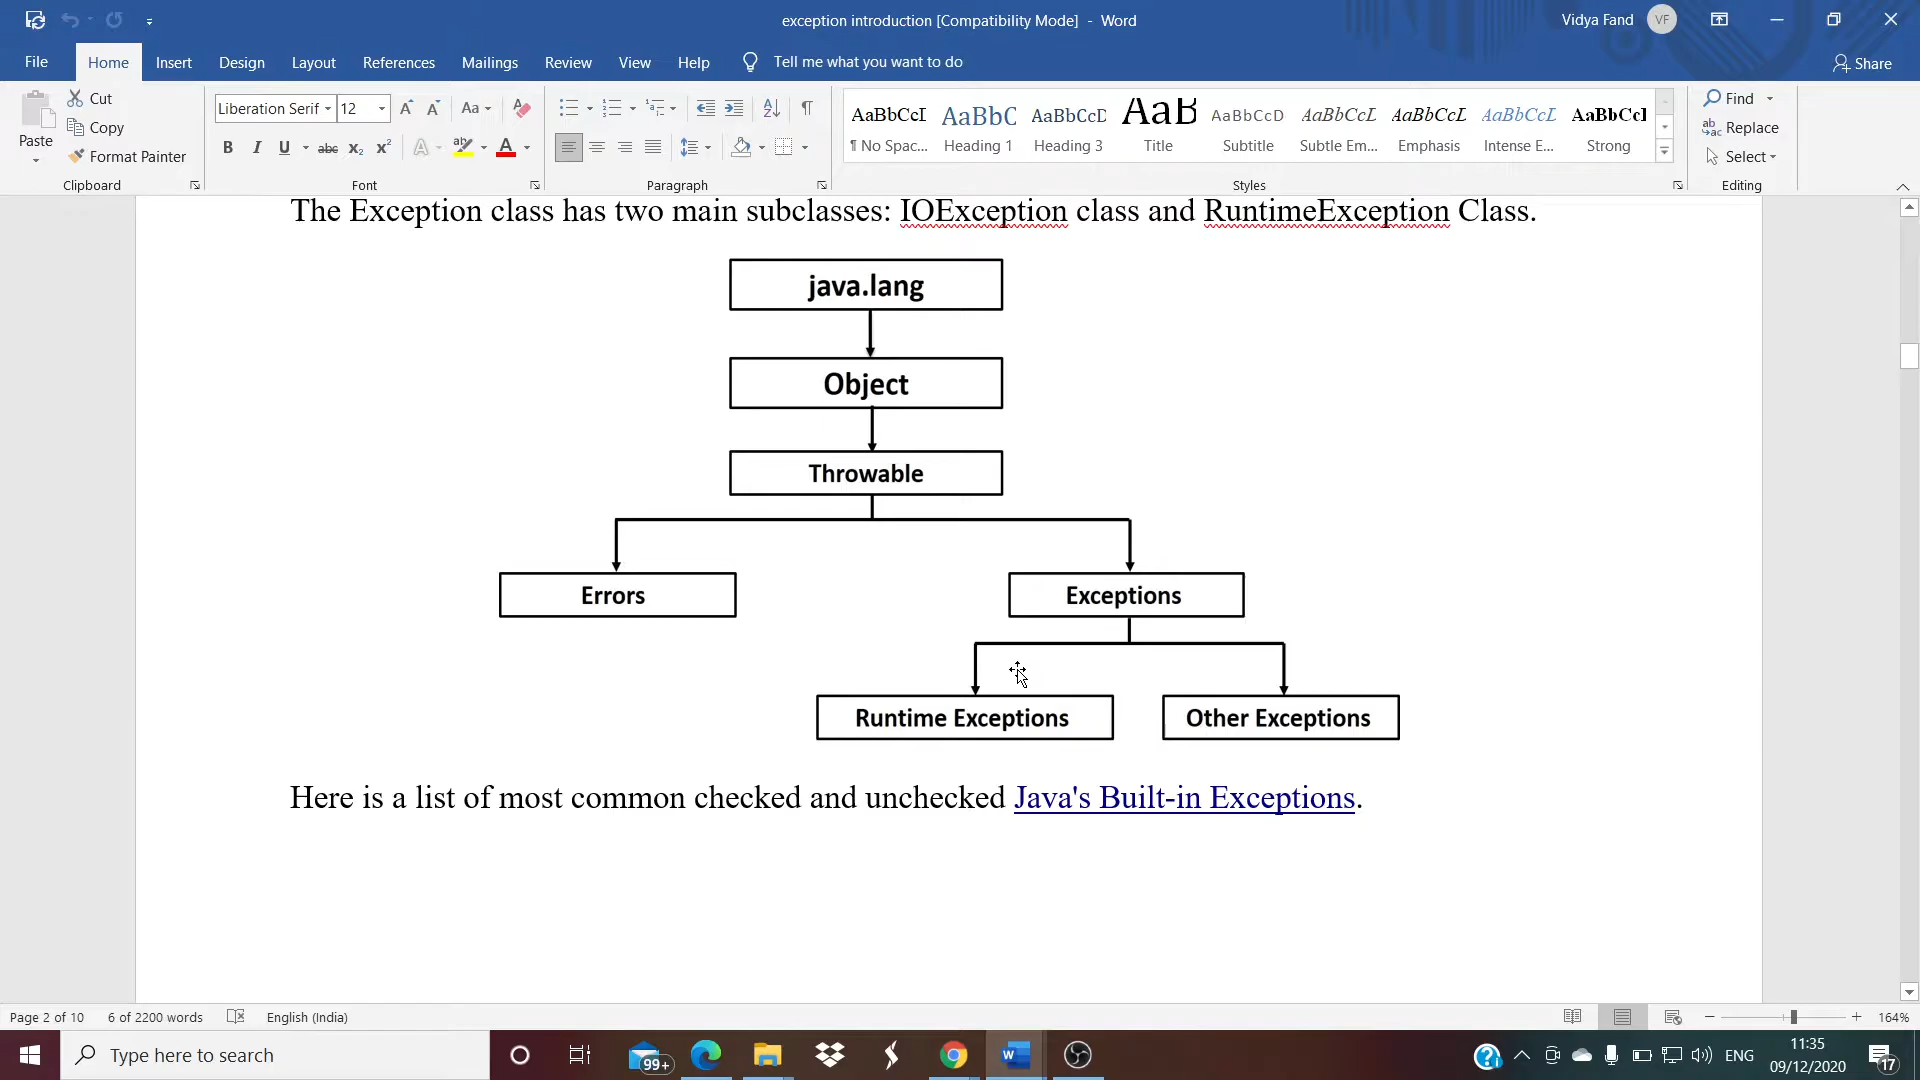 exception introduction [Compatibility Mode] - Word
Vidya Fand
VF
File
Home
Insert
Design
Layout
References
Mailings
Review
View
Help
Tell me what you want to do
Share
Paste
Cut
Copy
Format Painter
Clipboard
Liberation Serif
12
Font
Paragraph
AaBbCcI
¶ No Spac...
AaBbC
Heading 1
AaBbCcD
Heading 3
AaB
Title
AaBbCcD
Subtitle
AaBbCcL
Subtle Em...
AaBbCcL
Emphasis
AaBbCcL
Intense E...
AaBbCcI
Strong
Styles
Find
Replace
Select
Editing
The Exception class has two main subclasses: IOException class and RuntimeException Class.
java.lang
Object
Throwable
Errors
Exceptions
Runtime Exceptions
Other Exceptions
Here is a list of most common checked and unchecked Java's Built-in Exceptions.
Page 2 of 10
6 of 2200 words
English (India)
164%
Type here to search
99+
ENG
11:35
09/12/2020
17